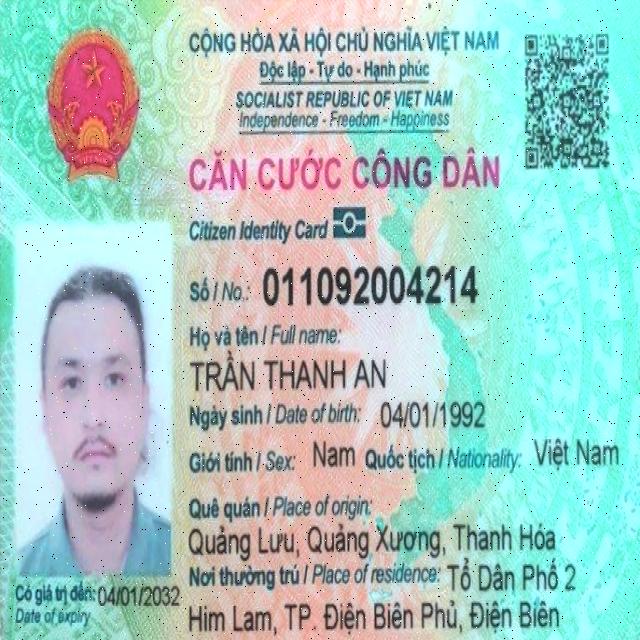 CỘNG HÒA XÃ HỘI CHỦ NGHĨA VIỆT NAM
Độc lập - Tự do - Hạnh phúc
SOCIALIST REPUBLIC OF VIET NAM
Independence - Freedom - Happiness
CĂN CƯỚC CÔNG DÂN
Citizen Identity Card
Số / No.: 011092004214
Họ và tên / Full name:
TRẦN THANH AN
Ngày sinh / Date of birth: 04/01/1992
Giới tính / Sex: Nam Quốc tịch / Nationality: Việt Nam
Quê quán / Place of origin:
Quảng Lưu, Quảng Xương, Thanh Hóa
Nơi thường trú / Place of residence: Tổ Dân Phố 2
Him Lam, TP. Điện Biên Phủ, Điện Biên
Có giá trị đến: 04/01/2032
Date of expiry
VIỆT NAM